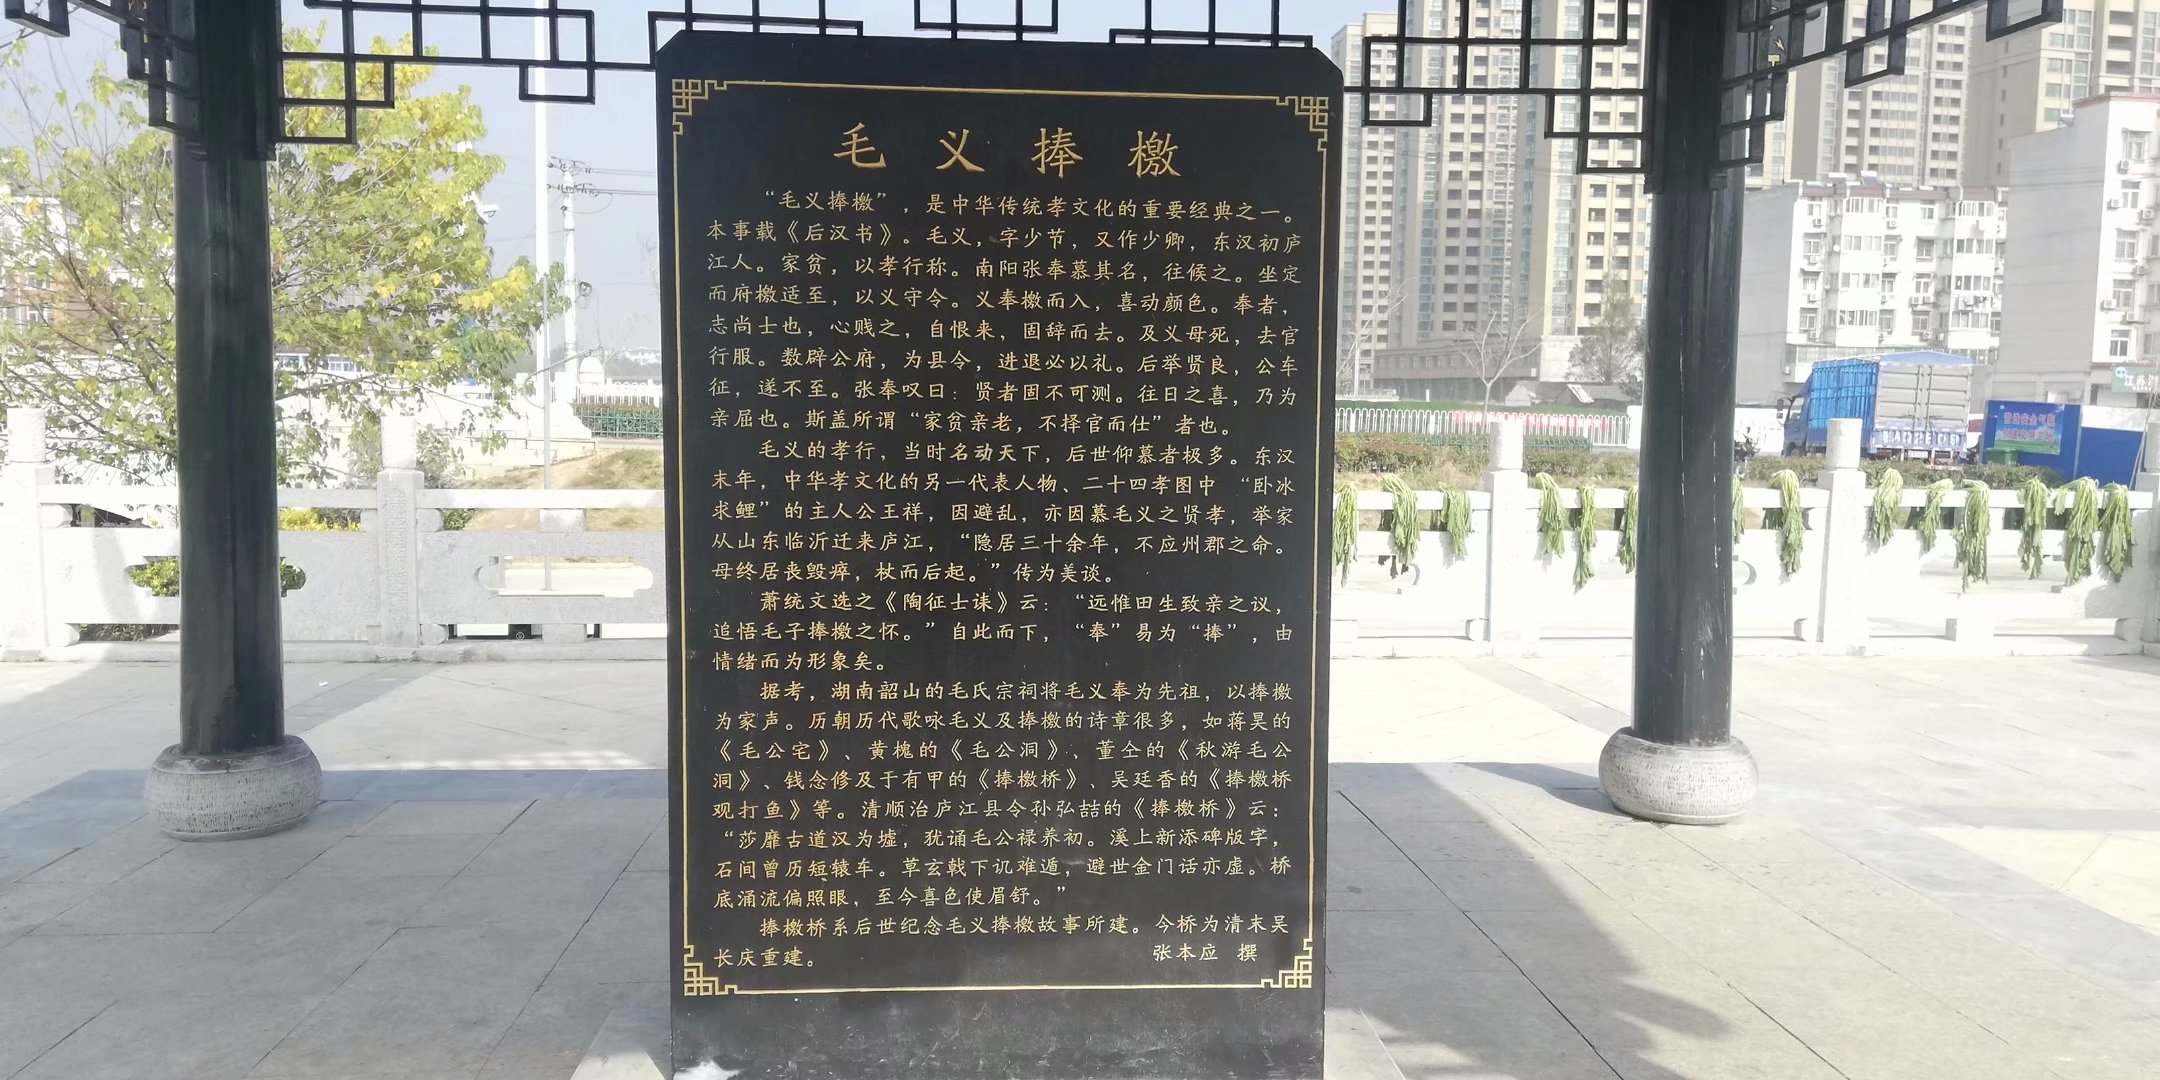 毛义捧檄
“毛义捧檄”，是中华传统孝文化的重要经典之一。
本事载《后汉书》。毛义，字少节，又作少卿，东汉初庐
江人。家贫，以孝行称。南阳张奉慕其名，往候之。坐定
而府檄适至，以义守令。义奉檄而入，喜动颜色。奉者，
志尚士也，心贱之，自恨来，固辞而去。及义母死，去官
行服。数辟公府，为县令，进退必以礼。后举贤良，公车
征，遂不至。张奉叹曰：贤者固不可测。往日之喜，乃为
亲屈也。斯盖所谓“家贫亲老，不择官而仕”者也。
毛义的孝行，当时名动天下，后世仰慕者极多。东汉
末年，中华孝文化的另一代表人物、二十四孝图中“卧冰
求鲤”的主人公王祥，因避乱，亦因慕毛义之贤孝，举家
从山东临沂迁来庐江，“隐居三十余年，不应州郡之命。
母终居丧毁瘁，杖而后起。”传为美谈。
萧统文选之《陶征士诔》云：“远惟田生致亲之议，
追悟毛子捧檄之怀。”自此而下，“奉”易为“捧”，由
情绪而为形象矣。
据考，湖南韶山的毛氏宗祠将毛义奉为先祖，以捧檄
为家声。历朝历代歌咏毛义及捧檄的诗章很多，如蒋昊的
《毛公宅》、黄槐的《毛公洞》、董仝的《秋游毛公
洞》、钱念修及于有甲的《捧檄桥》、吴廷香的《捧檄桥
观打鱼》等。清顺治庐江县令孙弘喆的《捧檄桥》云：
“莎靡古道汉为墟，犹诵毛公禄养初。溪上新添碑版字，
石间曾历短辕车。草玄戟下讥难遁，避世金门话亦虚。桥
底涌流偏照眼，至今喜色使眉舒。”
捧檄桥系后世纪念毛义捧檄故事所建。今桥为清末吴
长庆重建。
张本应 撰